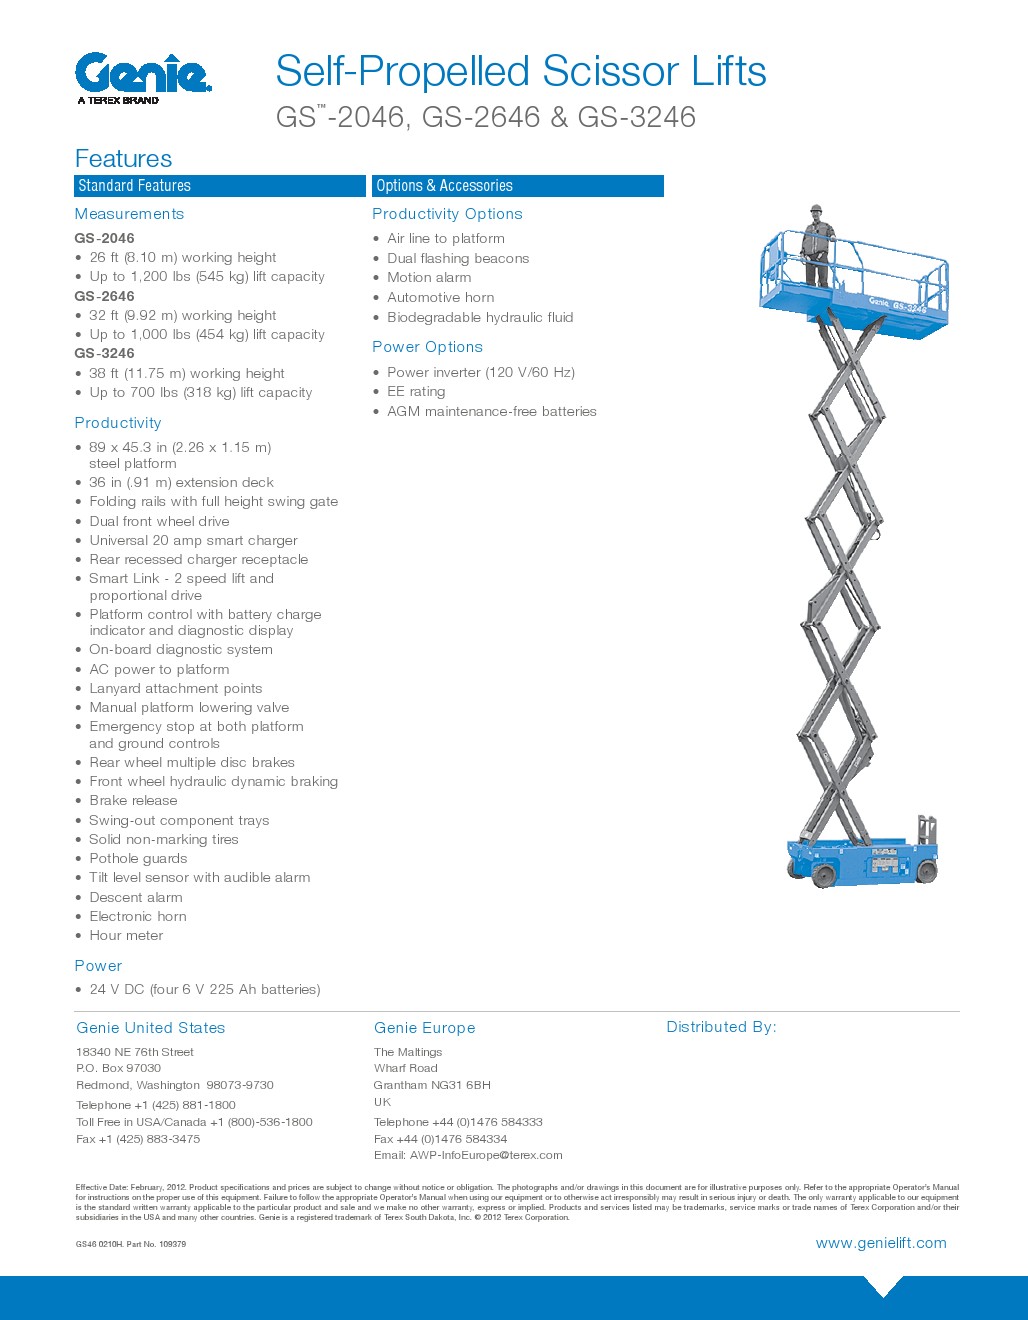 Genie.
A TEREX BRAND
Self-Propelled Scissor Lifts
GS™-2046, GS-2646 & GS-3246
Features
Standard Features
Measurements
GS-2046
• 26 ft (8.10 m) working height
• Up to 1,200 lbs (545 kg) lift capacity
GS-2646
• 32 ft (9.92 m) working height
• Up to 1,000 lbs (454 kg) lift capacity
GS-3246
• 38 ft (11.75 m) working height
• Up to 700 lbs (318 kg) lift capacity
Productivity
• 89 x 45.3 in (2.26 x 1.15 m)
steel platform
• 36 in (.91 m) extension deck
• Folding rails with full height swing gate
• Dual front wheel drive
• Universal 20 amp smart charger
• Rear recessed charger receptacle
• Smart Link - 2 speed lift and
proportional drive
• Platform control with battery charge
indicator and diagnostic display
• On-board diagnostic system
• AC power to platform
• Lanyard attachment points
• Manual platform lowering valve
• Emergency stop at both platform
and ground controls
• Rear wheel multiple disc brakes
• Front wheel hydraulic dynamic braking
• Brake release
• Swing-out component trays
• Solid non-marking tires
• Pothole guards
• Tilt level sensor with audible alarm
• Descent alarm
• Electronic horn
• Hour meter
Power
• 24 V DC (four 6 V 225 Ah batteries)
Options & Accessories
Productivity Options
• Air line to platform
• Dual flashing beacons
• Motion alarm
• Automotive horn
• Biodegradable hydraulic fluid
Power Options
• Power inverter (120 V/60 Hz)
• EE rating
• AGM maintenance-free batteries
Genie GS-3246
Genie United States
18340 NE 76th Street
P.O. Box 97030
Redmond, Washington 98073-9730
Telephone +1 (425) 881-1800
Toll Free in USA/Canada +1 (800)-536-1800
Fax +1 (425) 883-3475
Genie Europe
The Maltings
Wharf Road
Grantham NG31 6BH
UK
Telephone +44 (0)1476 584333
Fax +44 (0)1476 584334
Email: AWP-InfoEurope@terex.com
Distributed By:
Effective Date: February, 2012. Product specifications and prices are subject to change without notice or obligation. The photographs and/or drawings in this document are for illustrative purposes only. Refer to the appropriate Operator's Manual
for instructions on the proper use of this equipment. Failure to follow the appropriate Operator's Manual when using our equipment or to otherwise act irresponsibly may result in serious injury or death. The only warranty applicable to our equipment
is the standard written warranty applicable to the particular product and sale and we make no other warranty, express or implied. Products and services listed may be trademarks, service marks or trade names of Terex Corporation and/or their
subsidiaries in the USA and many other countries. Genie is a registered trademark of Terex South Dakota, Inc. © 2012 Terex Corporation.
GS46 0210H. Part No. 109379
www.genielift.com